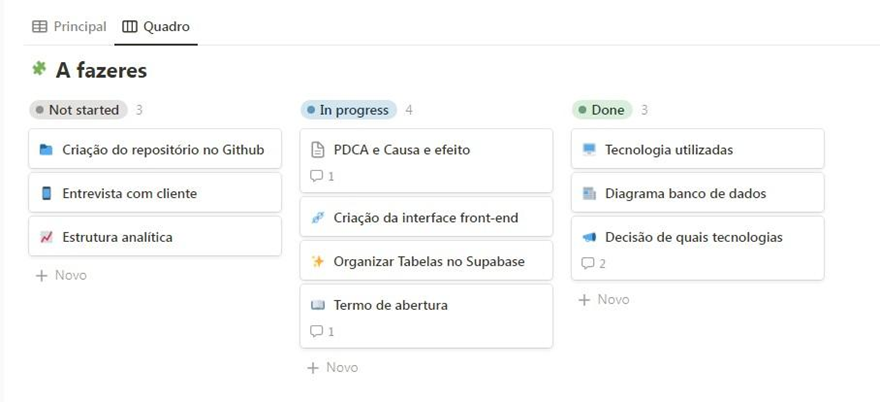 Principal
Quadro
A fazeres
Not started 3
Criação do repositório no Github
Entrevista com cliente
Estrutura analítica
Novo
In progress 4
PDCA e Causa e efeito
1
Criação da interface front-end
Organizar Tabelas no Supabase
Termo de abertura
1
Novo
Done 3
Tecnologia utilizadas
Diagrama banco de dados
Decisão de quais tecnologias
2
Novo